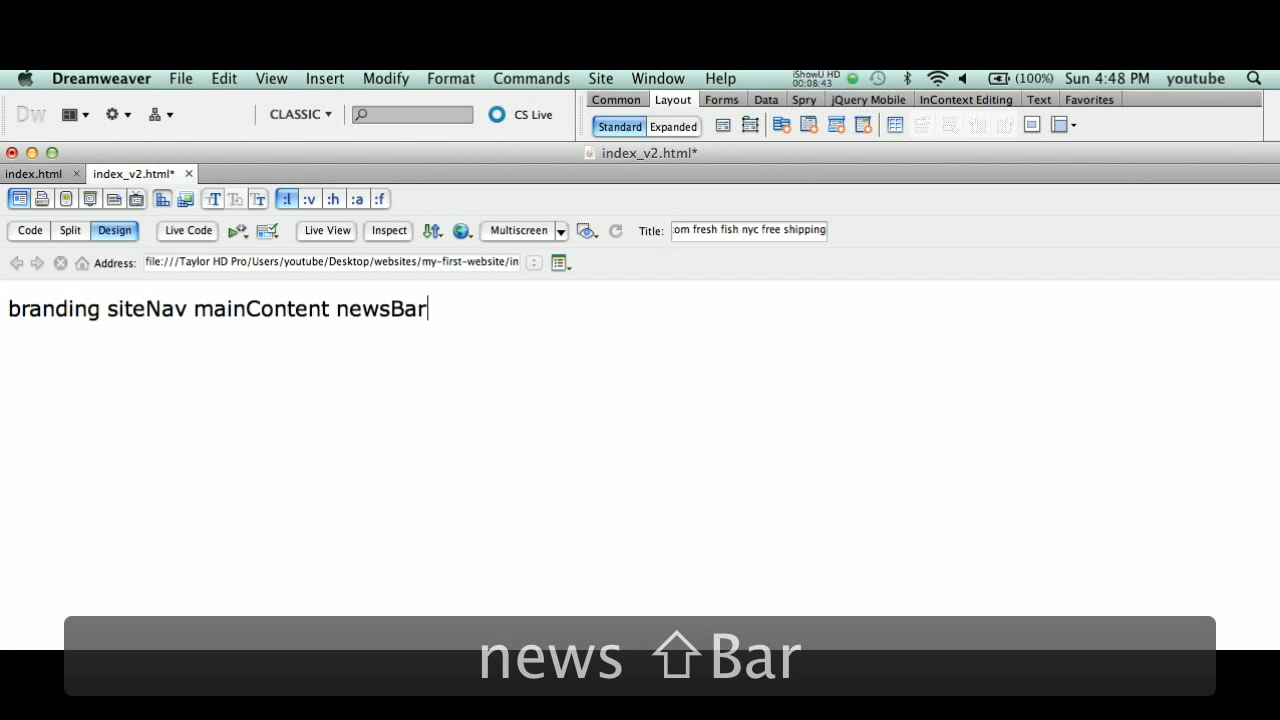 Dreamweaver File Edit View Insert Modify Format Commands Site Window Help iShowU HD 00:08:43 (100%) Sun 4:48 PM youtube
Dw CLASSIC CS Live Common Layout Forms Data Spry jQuery Mobile InContext Editing Text Favorites
Standard Expanded
index_v2.html*
index.html × index_v2.html* ×
:l :v :h :a :f
Code Split Design Live Code Live View Inspect Multiscreen Title: om fresh fish nyc free shipping
Address: file:///Taylor HD Pro/Users/youtube/Desktop/websites/my-first-website/in
branding siteNav mainContent newsBar
news ⇧Bar